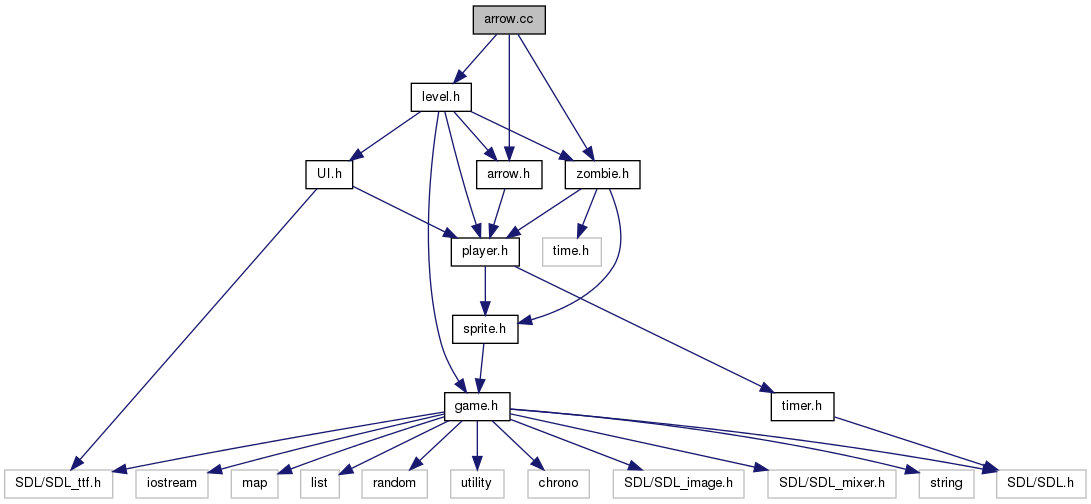 arrow.cc
level.h
UI.h
arrow.h
zombie.h
player.h
time.h
sprite.h
game.h
timer.h
SDL/SDL_ttf.h
iostream
map
list
random
utility
chrono
SDL/SDL_image.h
SDL/SDL_mixer.h
string
SDL/SDL.h